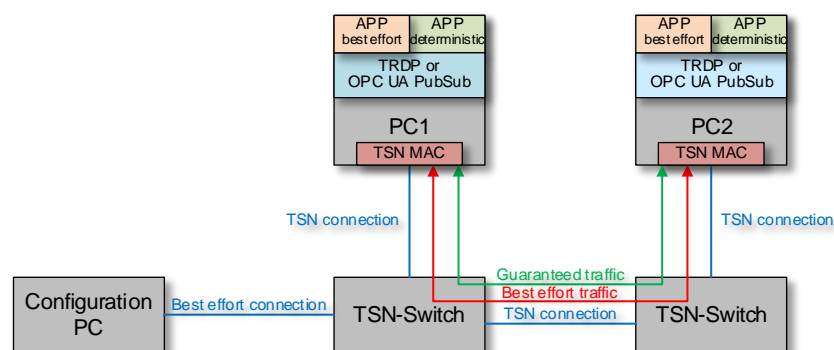 APP
best effort
APP
deterministic
TRDP or
OPC UA PubSub
PC1
TSN MAC
APP
best effort
APP
deterministic
TRDP or
OPC UA PubSub
PC2
TSN MAC
TSN connection
TSN connection
Guaranteed traffic
Best effort traffic
TSN connection
Configuration
PC
Best effort connection
TSN-Switch
TSN-Switch